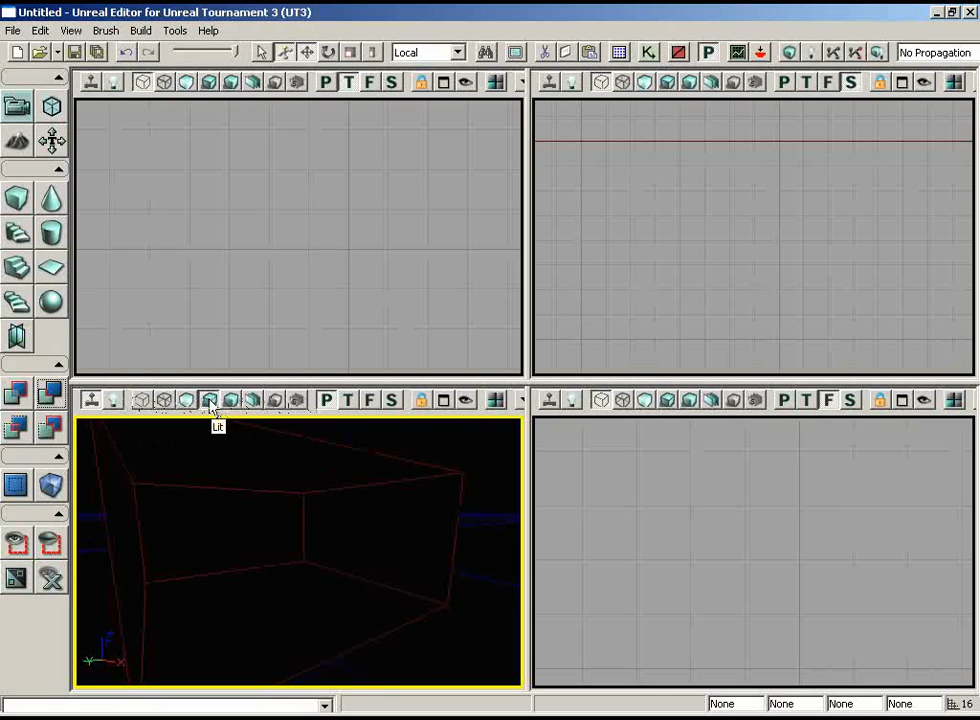 Untitled - Unreal Editor for Unreal Tournament 3 (UT3)
File Edit View Brush Build Tools Help
Local
P
No Propagation
P T F S
P T F S
P T F S
P T F S
Lit
Y X
None None None None 16